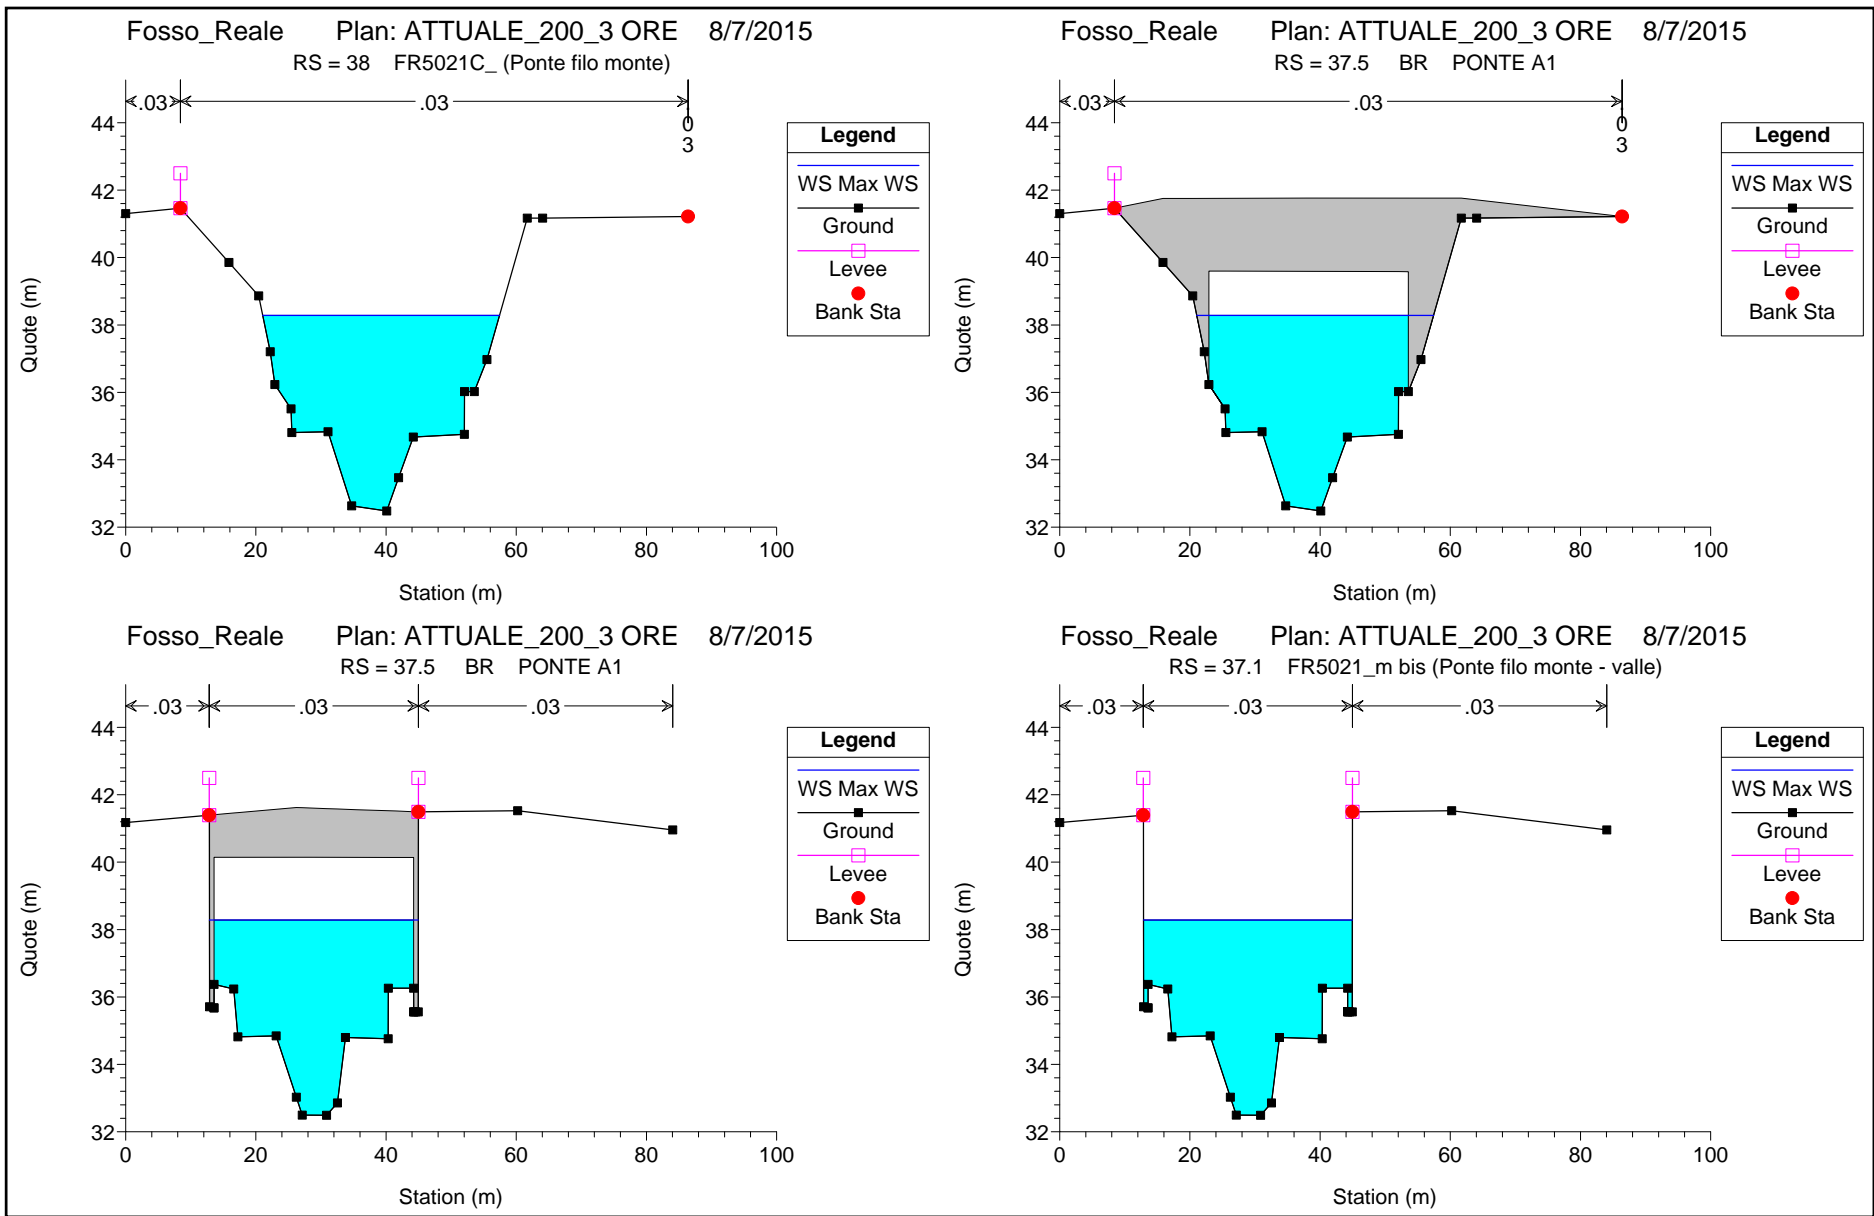 Fosso_Reale Plan: ATTUALE_200_3 ORE 8/7/2015
RS = 38 FR5021C_ (Ponte filo monte)
.03 .03 .03
44
42
40
38
36
34
32
0 20 40 60 80 100
Quote (m)
Station (m)
Legend
WS Max WS
Ground
Levee
Bank Sta
Fosso_Reale Plan: ATTUALE_200_3 ORE 8/7/2015
RS = 37.5 BR PONTE A1
.03 .03 .03
44
42
40
38
36
34
32
0 20 40 60 80 100
Quote (m)
Station (m)
Legend
WS Max WS
Ground
Levee
Bank Sta
Fosso_Reale Plan: ATTUALE_200_3 ORE 8/7/2015
RS = 37.5 BR PONTE A1
.03 .03 .03
44
42
40
38
36
34
32
0 20 40 60 80 100
Quote (m)
Station (m)
Legend
WS Max WS
Ground
Levee
Bank Sta
Fosso_Reale Plan: ATTUALE_200_3 ORE 8/7/2015
RS = 37.1 FR5021_m bis (Ponte filo monte - valle)
.03 .03 .03
44
42
40
38
36
34
32
0 20 40 60 80 100
Quote (m)
Station (m)
Legend
WS Max WS
Ground
Levee
Bank Sta